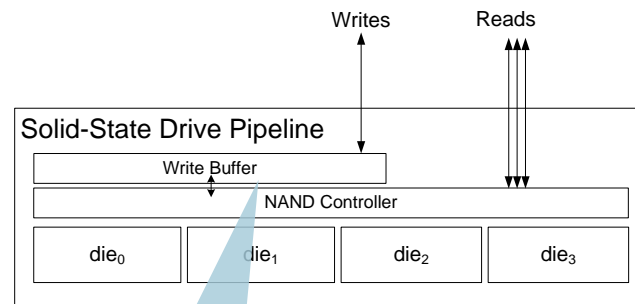 Writes Reads
Solid-State Drive Pipeline
Write Buffer
NAND Controller
die₀ die₁ die₂ die₃